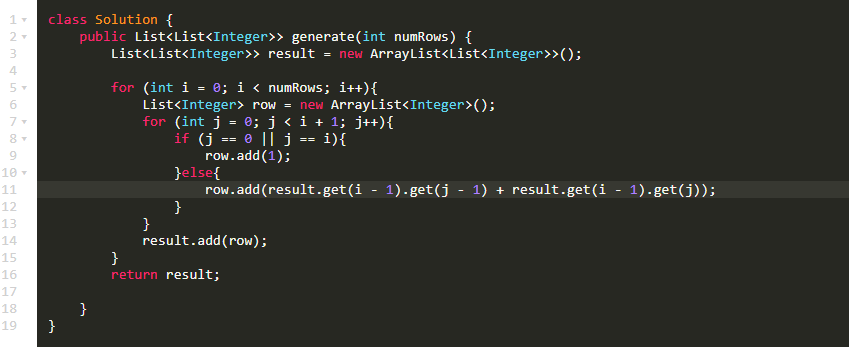 1 class Solution {
2     public List<List<Integer>> generate(int numRows) {
3         List<List<Integer>> result = new ArrayList<List<Integer>>();
4
5         for (int i = 0; i < numRows; i++){
6             List<Integer> row = new ArrayList<Integer>();
7             for (int j = 0; j < i + 1; j++){
8                 if (j == 0 || j == i){
9                     row.add(1);
10                 }else{
11                     row.add(result.get(i - 1).get(j - 1) + result.get(i - 1).get(j));
12                 }
13             }
14             result.add(row);
15         }
16         return result;
17
18     }
19 }